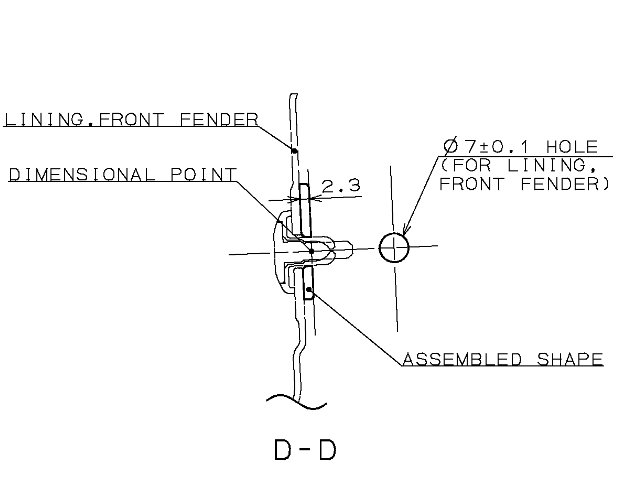 LINING,FRONT FENDER
Ø7±0.1 HOLE
(FOR LINING,
FRONT FENDER)
DIMENSIONAL POINT
2.3
ASSEMBLED SHAPE
D-D